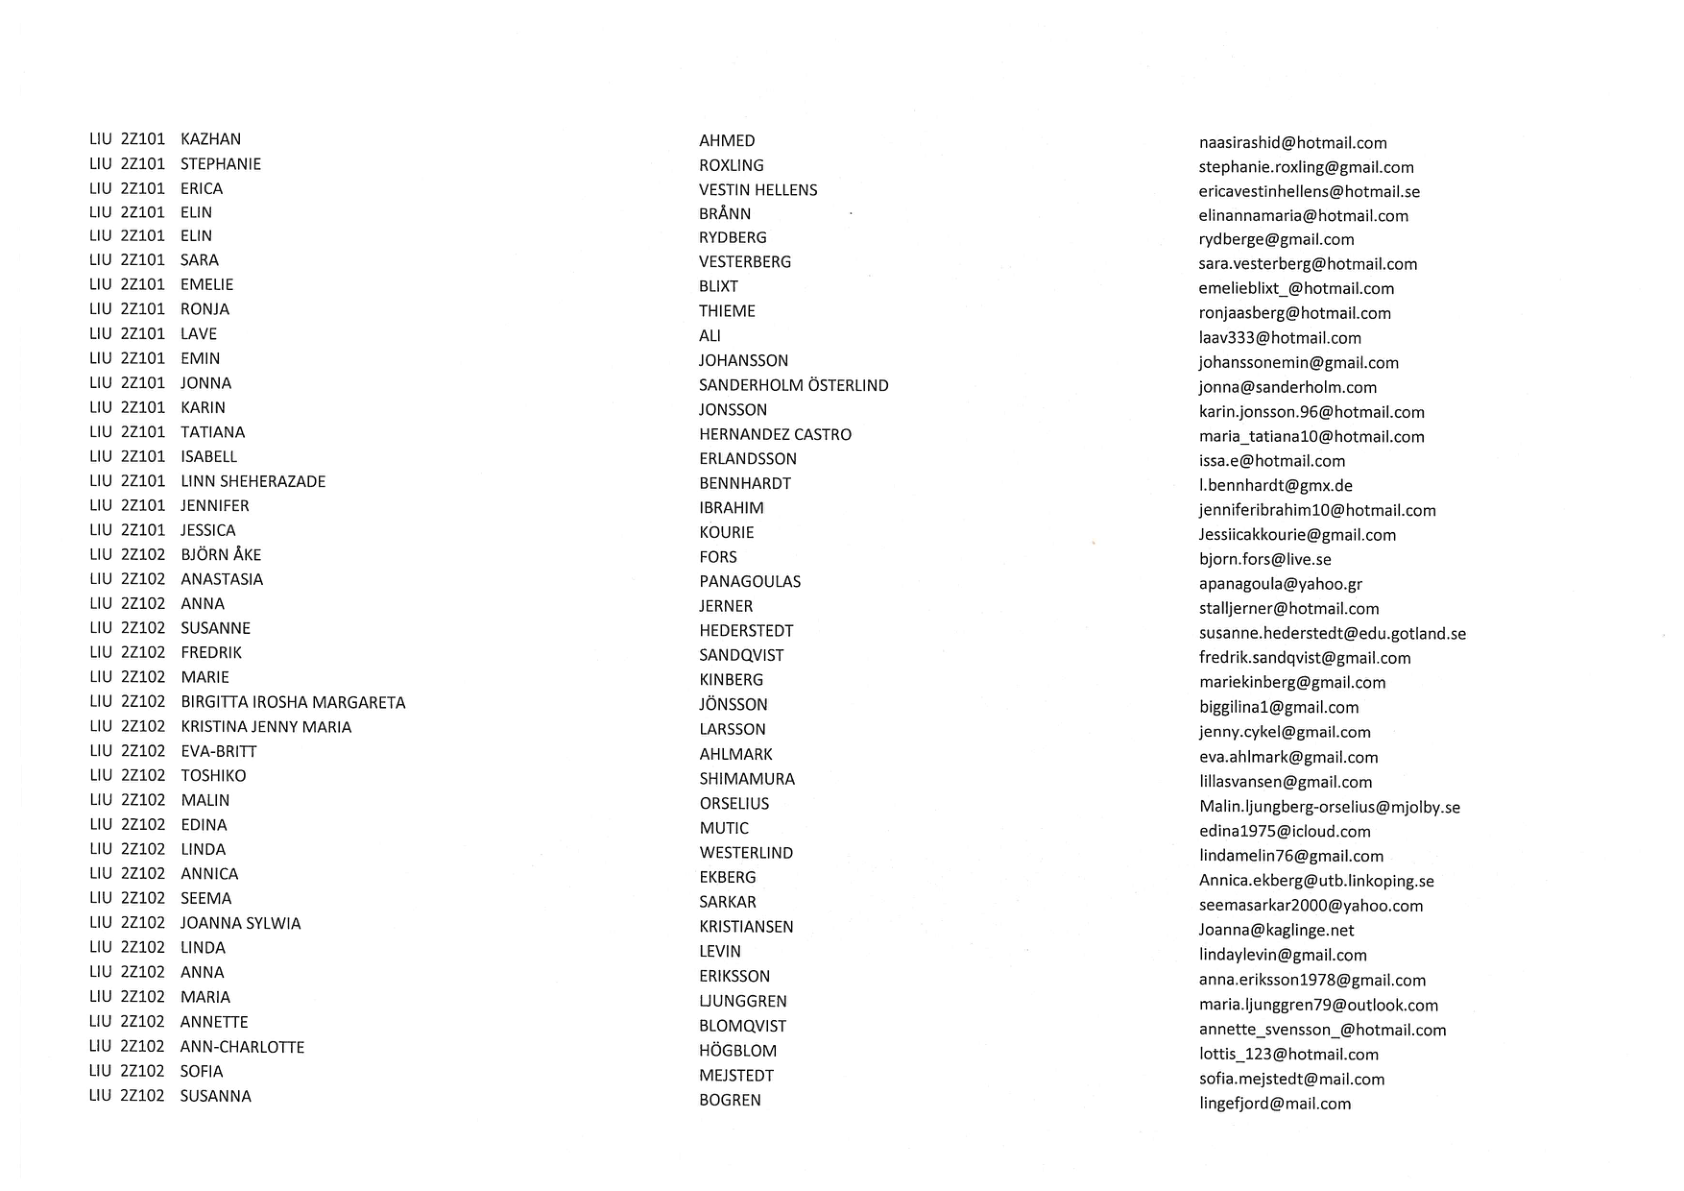 LIU 2Z101 KAZHAN AHMED naasirashid@hotmail.com
LIU 2Z101 STEPHANIE ROXLING stephanie.roxling@gmail.com
LIU 2Z101 ERICA VESTIN HELLENS ericavestinhellens@hotmail.se
LIU 2Z101 ELIN BRÅNN elinannamaria@hotmail.com
LIU 2Z101 ELIN RYDBERG rydberge@gmail.com
LIU 2Z101 SARA VESTERBERG sara.vesterberg@hotmail.com
LIU 2Z101 EMELIE BLIXT emelieblixt_@hotmail.com
LIU 2Z101 RONJA THIEME ronjaasberg@hotmail.com
LIU 2Z101 LAVE ALI laav333@hotmail.com
LIU 2Z101 EMIN JOHANSSON johanssonemin@gmail.com
LIU 2Z101 JONNA SANDERHOLM ÖSTERLIND jonna@sanderholm.com
LIU 2Z101 KARIN JONSSON karin.jonsson.96@hotmail.com
LIU 2Z101 TATIANA HERNANDEZ CASTRO maria_tatiana10@hotmail.com
LIU 2Z101 ISABELL ERLANDSSON issa.e@hotmail.com
LIU 2Z101 LINN SHEHERAZADE BENNHARDT l.bennhardt@gmx.de
LIU 2Z101 JENNIFER IBRAHIM jenniferibrahim10@hotmail.com
LIU 2Z101 JESSICA KOURIE Jessiicakkourie@gmail.com
LIU 2Z102 BJÖRN ÅKE FORS bjorn.fors@live.se
LIU 2Z102 ANASTASIA PANAGOULAS apanagoula@yahoo.gr
LIU 2Z102 ANNA JERNER stalljerner@hotmail.com
LIU 2Z102 SUSANNE HEDERSTEDT susanne.hederstedt@edu.gotland.se
LIU 2Z102 FREDRIK SANDQVIST fredrik.sandqvist@gmail.com
LIU 2Z102 MARIE KINBERG mariekinberg@gmail.com
LIU 2Z102 BIRGITTA IROSHA MARGARETA JÖNSSON biggilina1@gmail.com
LIU 2Z102 KRISTINA JENNY MARIA LARSSON jenny.cykel@gmail.com
LIU 2Z102 EVA-BRITT AHLMARK eva.ahlmark@gmail.com
LIU 2Z102 TOSHIKO SHIMAMURA lillasvansen@gmail.com
LIU 2Z102 MALIN ORSELIUS Malin.ljungberg-orselius@mjolby.se
LIU 2Z102 EDINA MUTIC edina1975@icloud.com
LIU 2Z102 LINDA WESTERLIND lindamelin76@gmail.com
LIU 2Z102 ANNICA EKBERG Annica.ekberg@utb.linkoping.se
LIU 2Z102 SEEMA SARKAR seemasarkar2000@yahoo.com
LIU 2Z102 JOANNA SYLWIA KRISTIANSEN Joanna@kaglinge.net
LIU 2Z102 LINDA LEVIN lindaylevin@gmail.com
LIU 2Z102 ANNA ERIKSSON anna.eriksson1978@gmail.com
LIU 2Z102 MARIA LJUNGGREN maria.ljunggren79@outlook.com
LIU 2Z102 ANNETTE BLOMQVIST annette_svensson_@hotmail.com
LIU 2Z102 ANN-CHARLOTTE HÖGBLOM lottis_123@hotmail.com
LIU 2Z102 SOFIA MEJSTEDT sofia.mejstedt@mail.com
LIU 2Z102 SUSANNA BOGREN lingefjord@mail.com